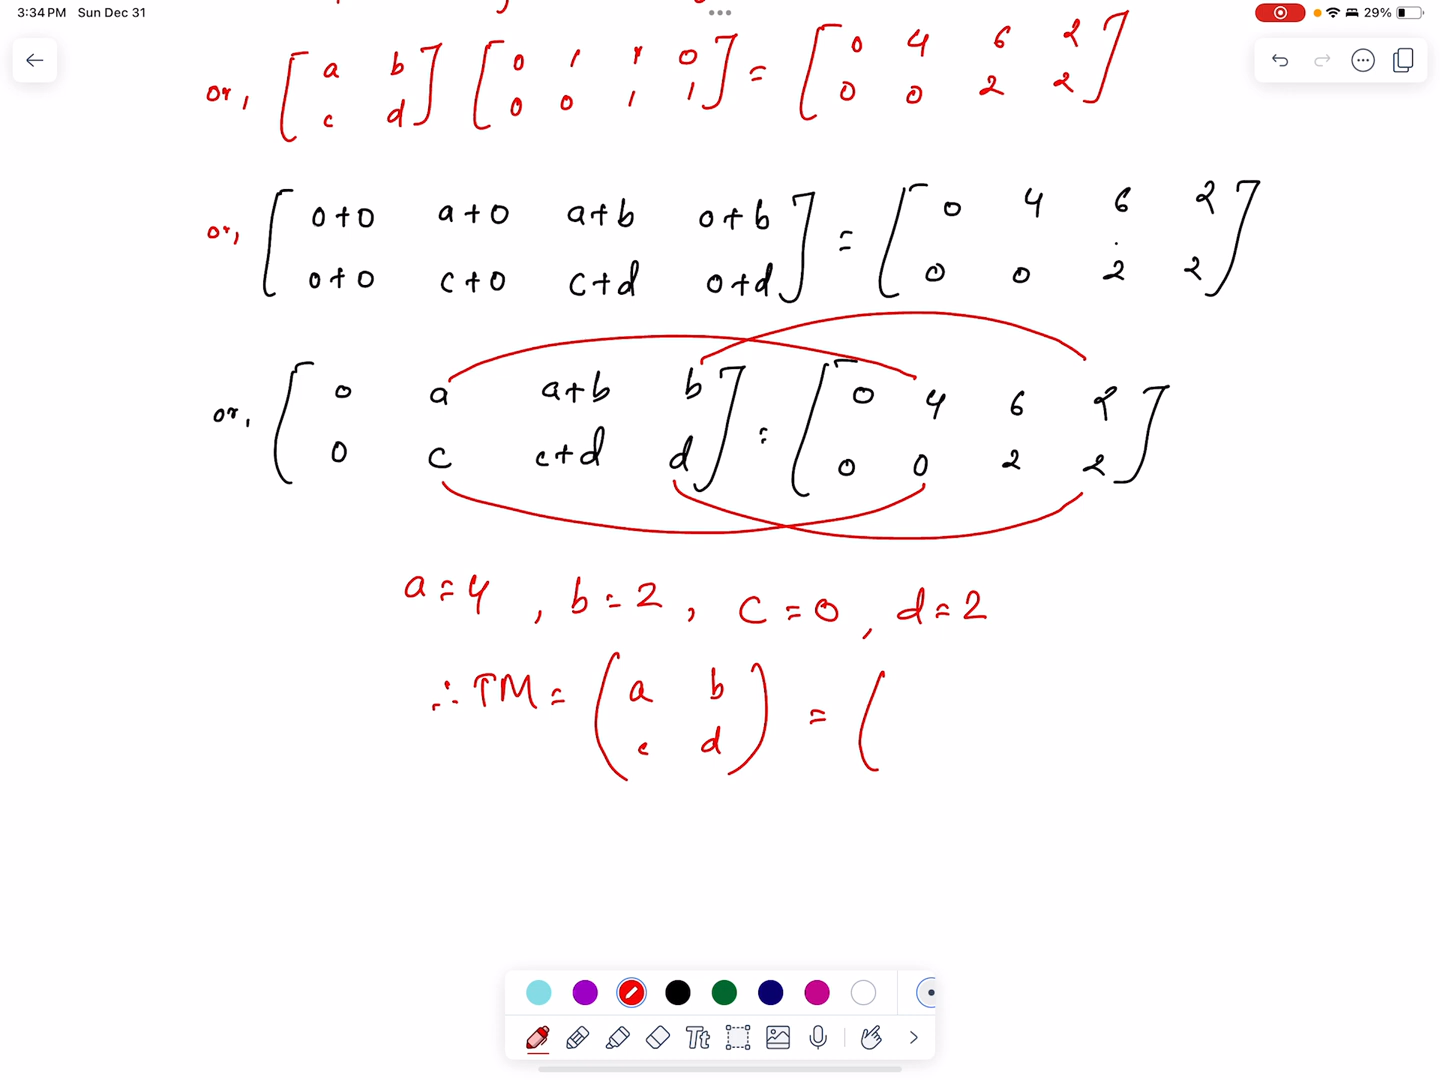 3:34 PM Sun Dec 31
29%
or, [a b] [0 1 1 0] = [0 4 6 2]
[c d] [0 0 1 1] [0 0 2 2]
or, [0+0 a+0 a+b 0+b] = [0 4 6 2]
[0+0 c+0 c+d 0+d] [0 0 2 2]
or, [0 a a+b b] = [0 4 6 2]
[0 c c+d d] [0 0 2 2]
a=4, b=2, c=0, d=2
∴ TM = (a b) = (
(c d)
Tt